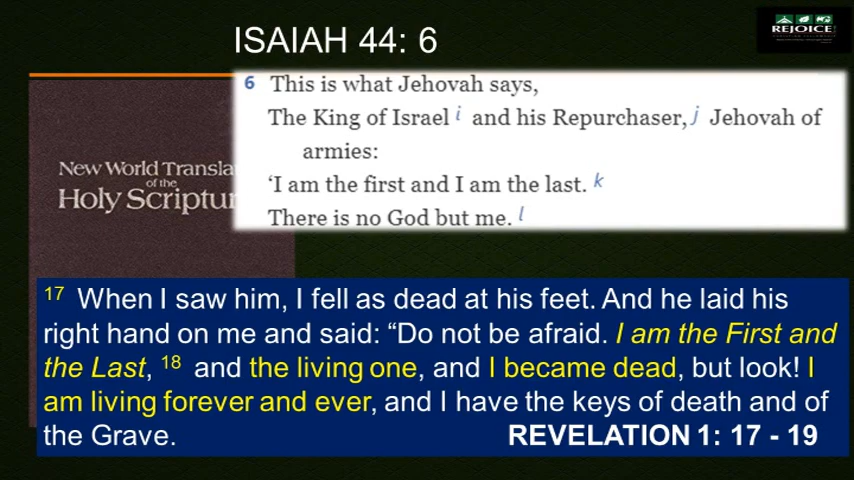 ISAIAH 44: 6
REJOICE
6 This is what Jehovah says,
The King of Israel i and his Repurchaser, j Jehovah of
armies:
‘I am the first and I am the last. k
There is no God but me. l
New World Transla
of the
Holy Scriptur
17 When I saw him, I fell as dead at his feet. And he laid his
right hand on me and said: “Do not be afraid. I am the First and
the Last, 18 and the living one, and I became dead, but look! I
am living forever and ever, and I have the keys of death and of
the Grave. REVELATION 1: 17 - 19